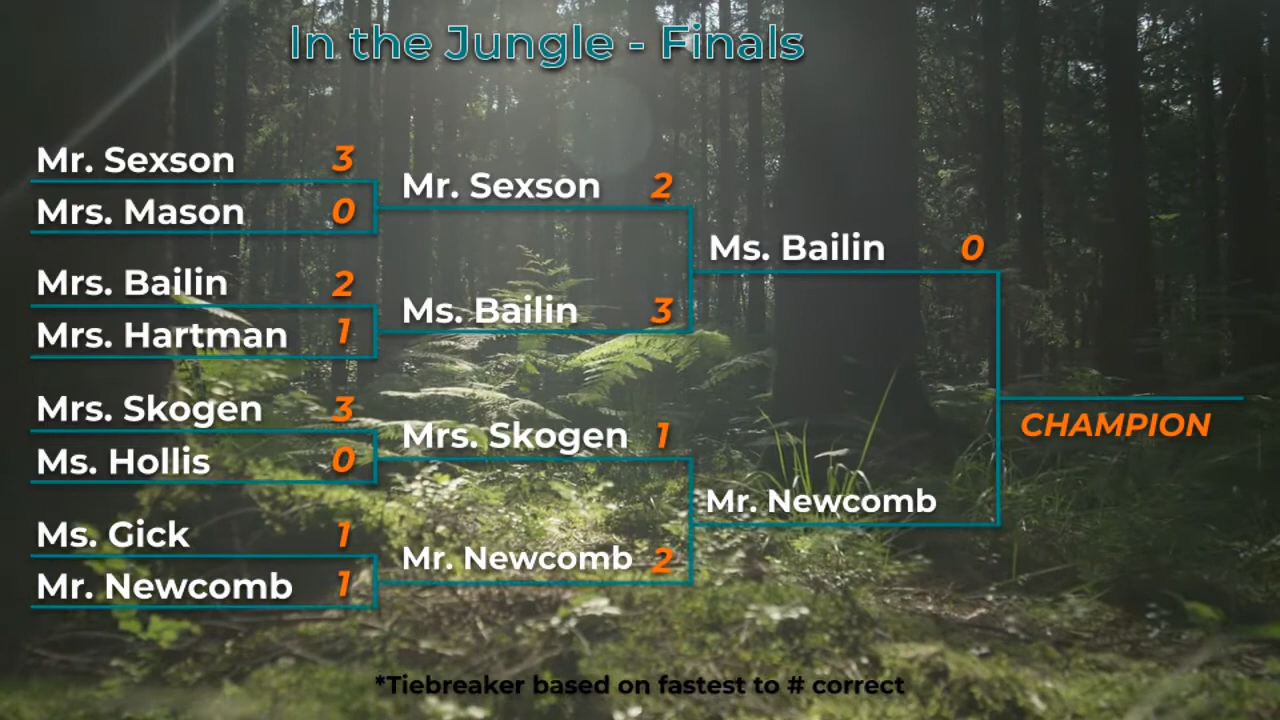 In the Jungle - Finals
Mr. Sexson 3
Mrs. Mason 0
Mrs. Bailin 2
Mrs. Hartman 1
Mrs. Skogen 3
Ms. Hollis 0
Ms. Gick 1
Mr. Newcomb 1
Mr. Sexson 2
Ms. Bailin 3
Mrs. Skogen 1
Mr. Newcomb 2
Ms. Bailin 0
Mr. Newcomb
CHAMPION
*Tiebreaker based on fastest to # correct